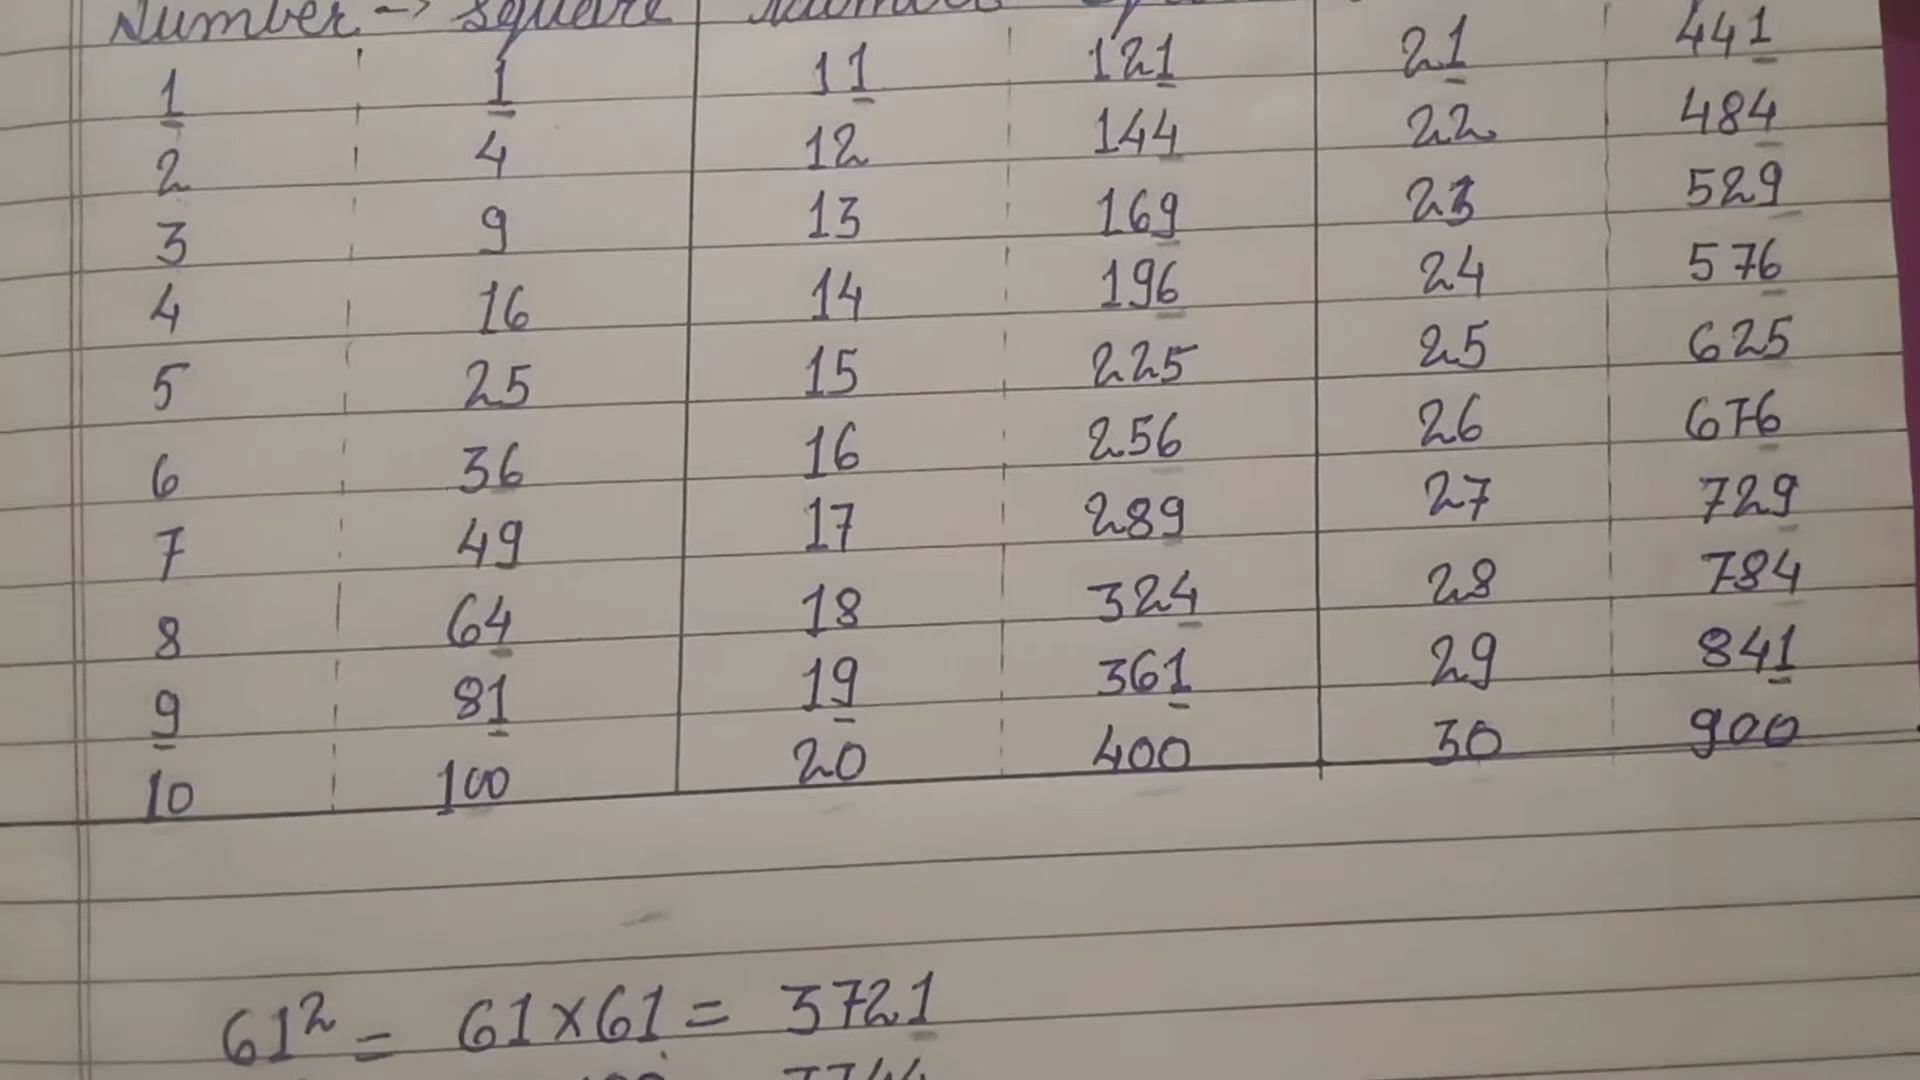 Number -> Square Number
1 1 11 121 21 441
2 4 12 144 22 484
3 9 13 169 23 529
4 16 14 196 24 576
5 25 15 225 25 625
6 36 16 256 26 676
7 49 17 289 27 729
8 64 18 324 28 784
9 81 19 361 29 841
10 100 20 400 30 900
61² = 61×61 = 3721
7744